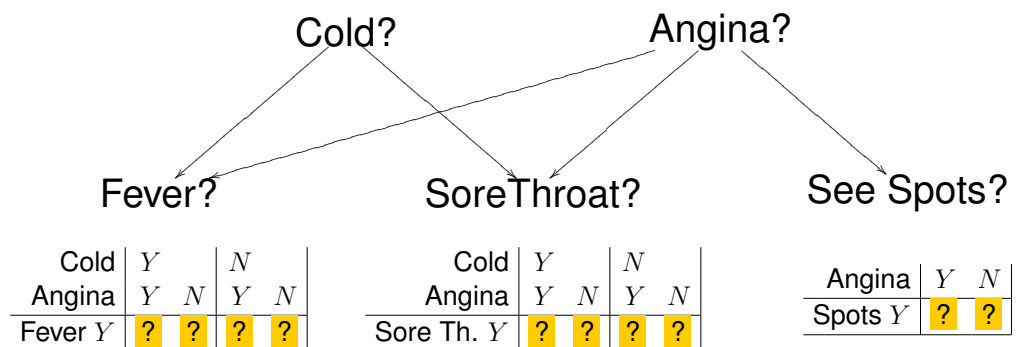 Cold? Angina?
Fever? SoreThroat? See Spots?
Cold Y N
Angina Y N Y N
Fever Y ? ? ? ?
Cold Y N
Angina Y N Y N
Sore Th. Y ? ? ? ?
Angina Y N
Spots Y ? ?